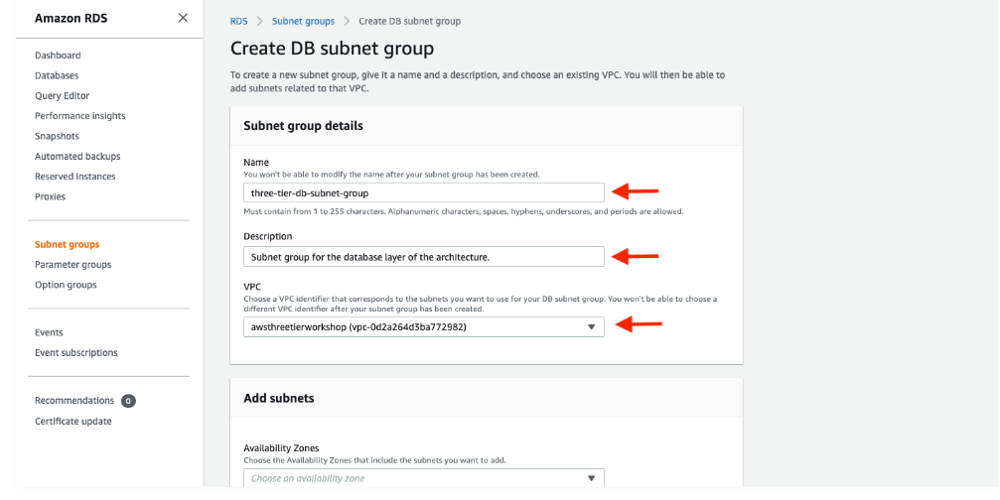 Amazon RDS
Dashboard
Databases
Query Editor
Performance insights
Snapshots
Automated backups
Reserved instances
Proxies
Subnet groups
Parameter groups
Option groups
Events
Event subscriptions
Recommendations 0
Certificate update
RDS > Subnet groups > Create DB subnet group
Create DB subnet group
To create a new subnet group, give it a name and a description, and choose an existing VPC. You will then be able to
add subnets related to that VPC.
Subnet group details
Name
You won't be able to modify the name after your subnet group has been created.
three-tier-db-subnet-group
Must contain from 1 to 255 characters. Alphanumeric characters, spaces, hyphens, underscores, and periods are allowed.
Description
Subnet group for the database layer of the architecture.
VPC
Choose a VPC identifier that corresponds to the subnets you want to use for your DB subnet group. You won't be able to choose a
different VPC identifier after your subnet group has been created.
awsthreetierworkshop (vpc-0d2a264d3ba772982)
Add subnets
Availability Zones
Choose the Availability Zones that include the subnets you want to add.
Choose an availability zone